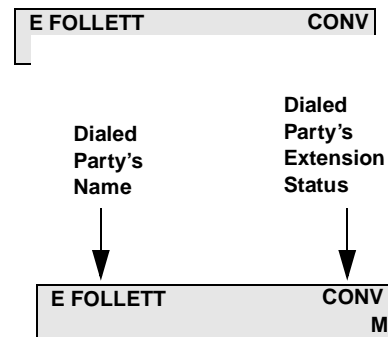 E FOLLETT CONV
Dialed Party's Name
Dialed Party's Extension Status
E FOLLETT CONV
M